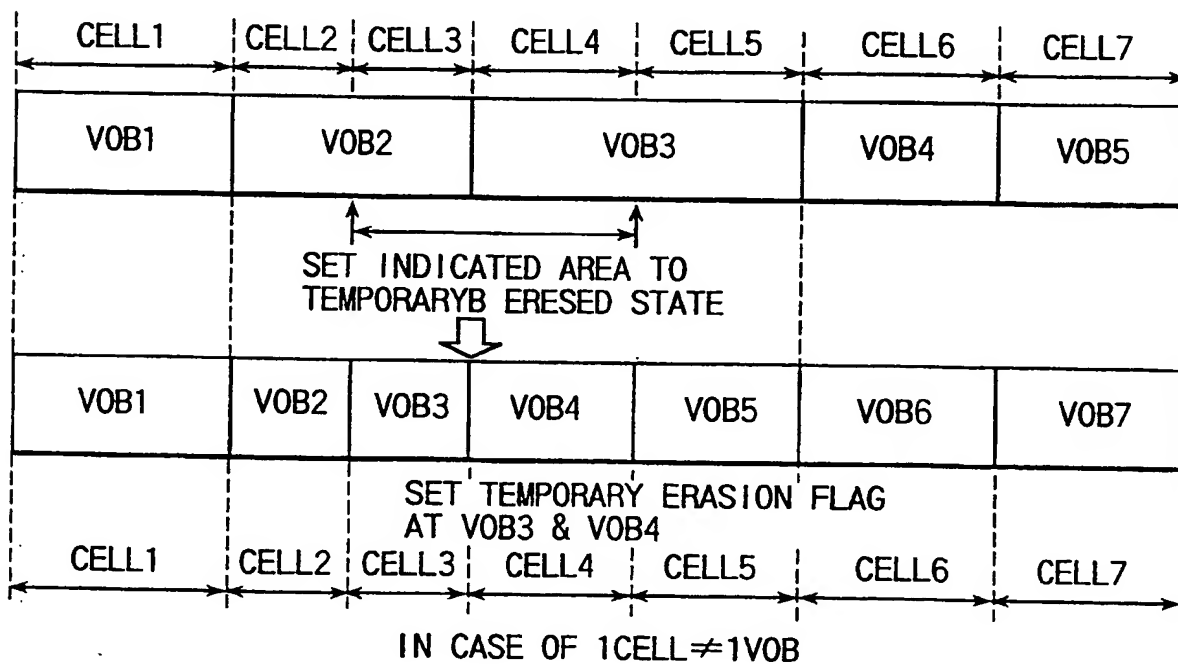 CELL1 CELL2 CELL3 CELL4 CELL5 CELL6 CELL7
VOB1 VOB2 VOB3 VOB4 VOB5
SET INDICATED AREA TO
TEMPORARYB ERESED STATE
VOB1 VOB2 VOB3 VOB4 VOB5 VOB6 VOB7
SET TEMPORARY ERASION FLAG
AT VOB3 & VOB4
CELL1 CELL2 CELL3 CELL4 CELL5 CELL6 CELL7
IN CASE OF 1CELL≠1VOB